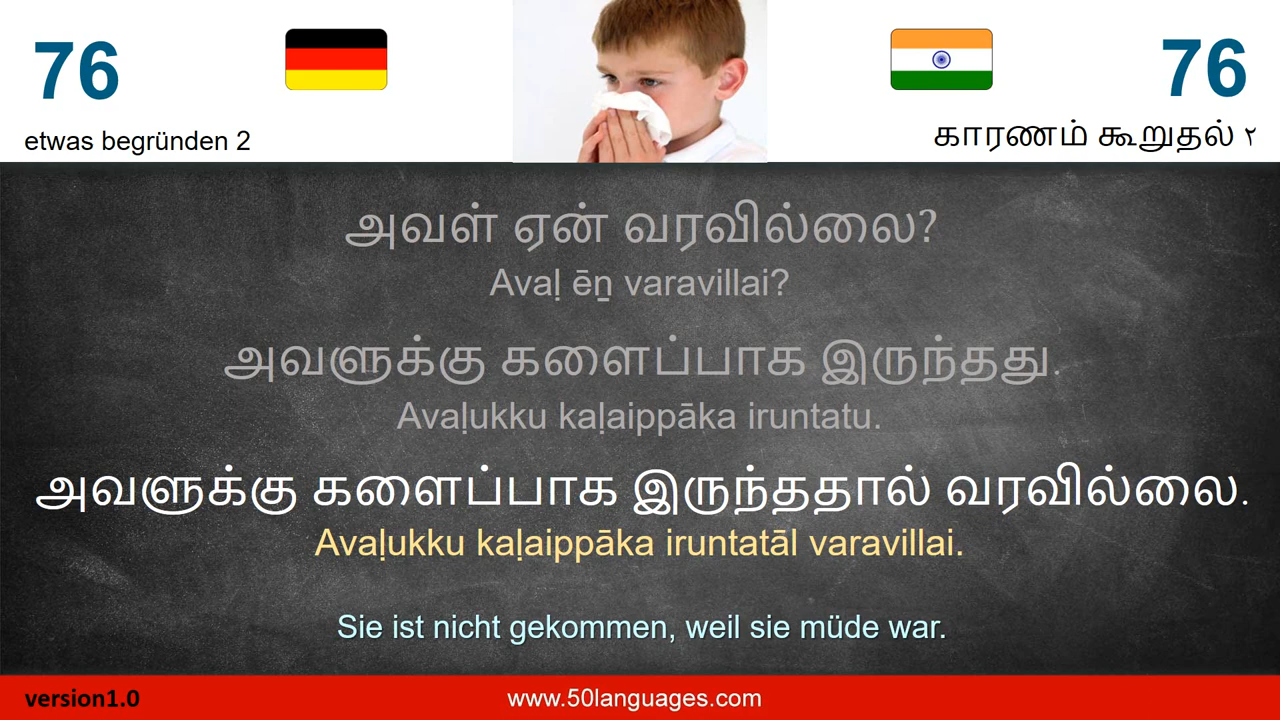 76
76
etwas begründen 2
காரணம் கூறுதல் ٢
அவள் ஏன் வரவில்லை?
Avaḷ ēṉ varavillai?
அவளுக்கு களைப்பாக இருந்தது.
Avaḷukku kaḷaippāka iruntatu.
அவளுக்கு களைப்பாக இருந்ததால் வரவில்லை.
Avaḷukku kaḷaippāka iruntatāl varavillai.
Sie ist nicht gekommen, weil sie müde war.
version1.0
www.50languages.com